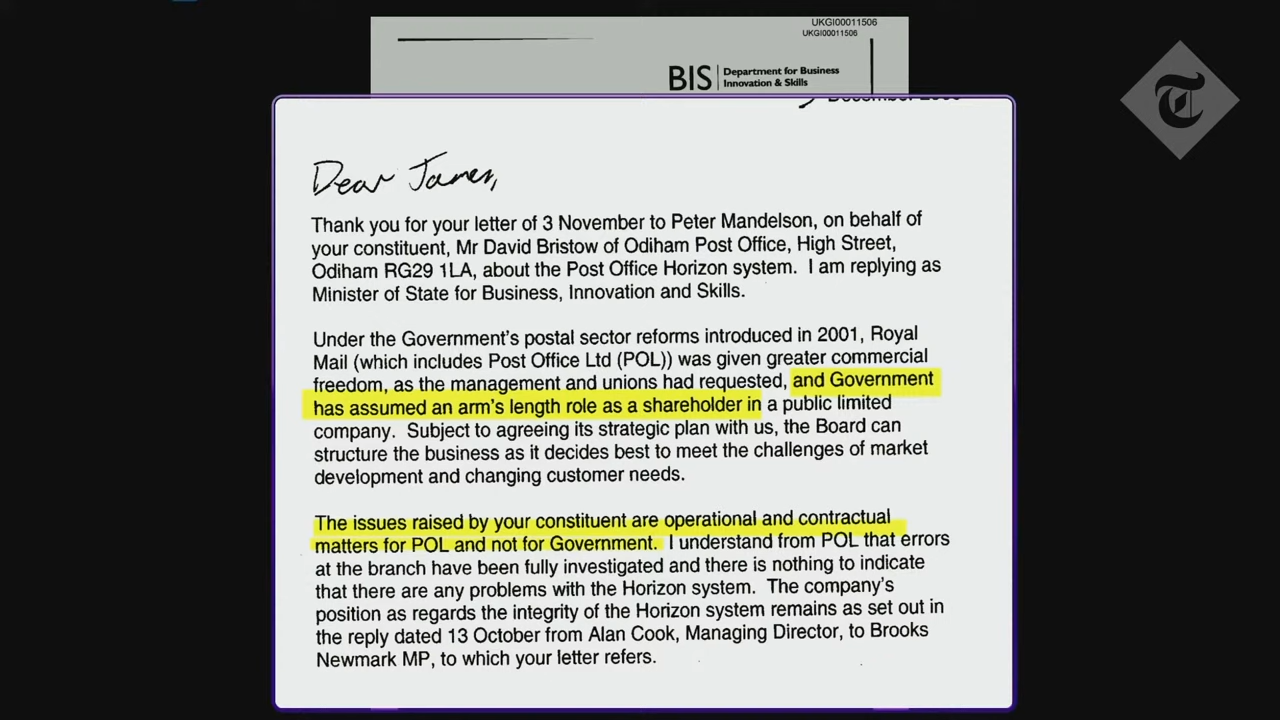 UKGI00011506
UKGI00011506
BIS Department for Business
Innovation & Skills
December
Dear James,
Thank you for your letter of 3 November to Peter Mandelson, on behalf of
your constituent, Mr David Bristow of Odiham Post Office, High Street,
Odiham RG29 1LA, about the Post Office Horizon system. I am replying as
Minister of State for Business, Innovation and Skills.
Under the Government's postal sector reforms introduced in 2001, Royal
Mail (which includes Post Office Ltd (POL)) was given greater commercial
freedom, as the management and unions had requested, and Government
has assumed an arm's length role as a shareholder in a public limited
company. Subject to agreeing its strategic plan with us, the Board can
structure the business as it decides best to meet the challenges of market
development and changing customer needs.
The issues raised by your constituent are operational and contractual
matters for POL and not for Government. I understand from POL that errors
at the branch have been fully investigated and there is nothing to indicate
that there are any problems with the Horizon system. The company's
position as regards the integrity of the Horizon system remains as set out in
the reply dated 13 October from Alan Cook, Managing Director, to Brooks
Newmark MP, to which your letter refers.
T